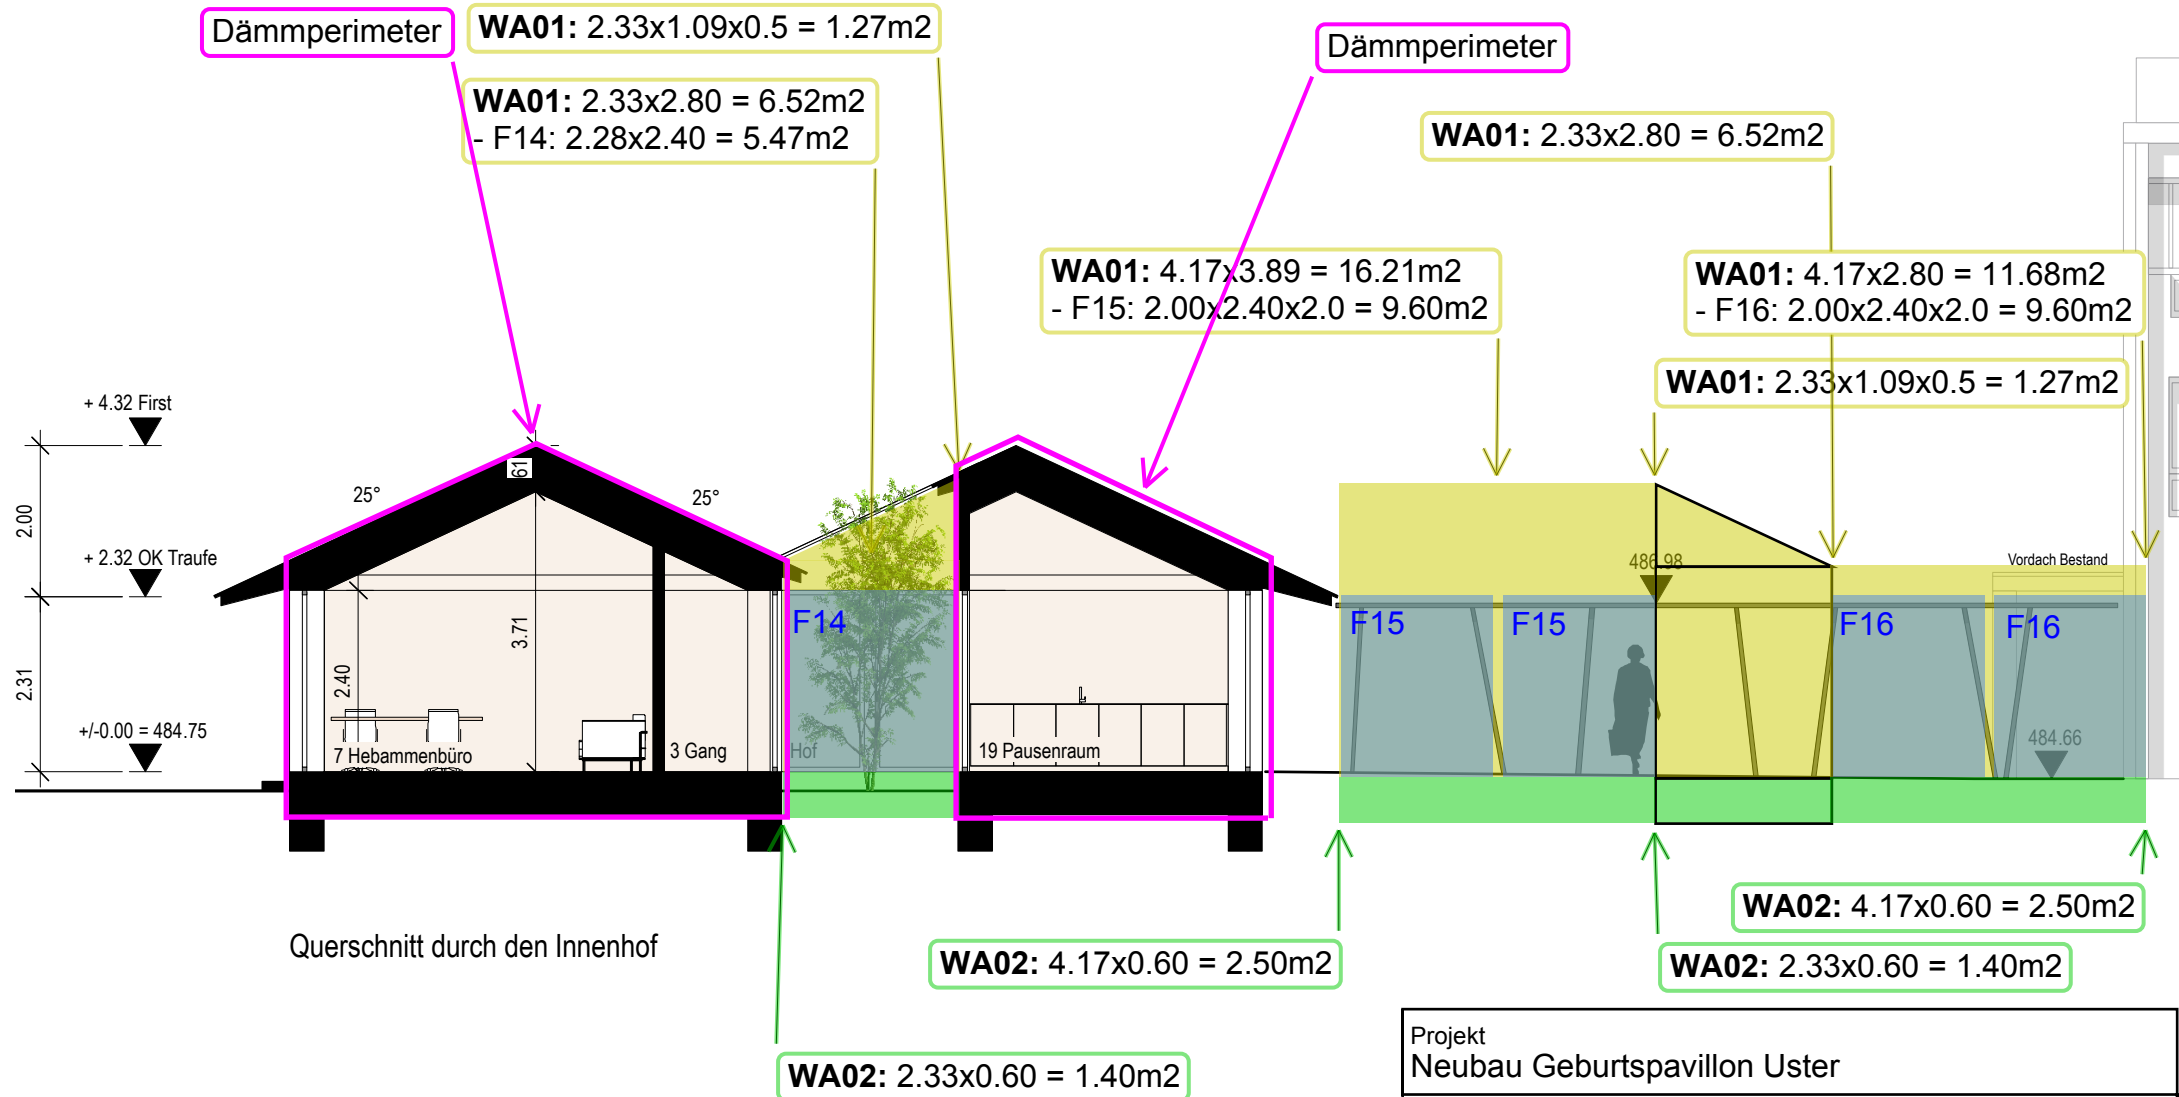 Dämmperimeter
WA01: 2.33x1.09x0.5 = 1.27m2
Dämmperimeter
WA01: 2.33x2.80 = 6.52m2
- F14: 2.28x2.40 = 5.47m2
WA01: 2.33x2.80 = 6.52m2
WA01: 4.17x3.89 = 16.21m2
- F15: 2.00x2.40x2.0 = 9.60m2
WA01: 4.17x2.80 = 11.68m2
- F16: 2.00x2.40x2.0 = 9.60m2
WA01: 2.33x1.09x0.5 = 1.27m2
+ 4.32 First
61
25°
25°
2.00
+ 2.32 OK Traufe
486.98
Vordach Bestand
F14
F15
F15
F16
F16
3.71
2.40
2.31
+/-0.00 = 484.75
7 Hebammenbüro
3 Gang
Hof
19 Pausenraum
484.66
WA02: 4.17x0.60 = 2.50m2
Querschnitt durch den Innenhof
WA02: 4.17x0.60 = 2.50m2
WA02: 2.33x0.60 = 1.40m2
WA02: 2.33x0.60 = 1.40m2
Projekt
Neubau Geburtspavillon Uster